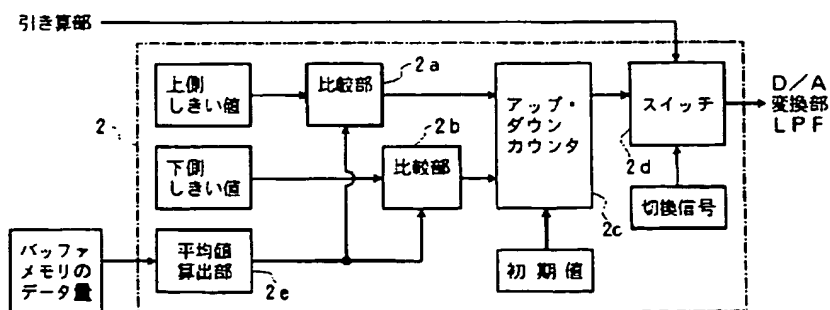 引き算部
2
上側
しきい値
比較部
2a
下側
しきい値
比較部
2b
アップ・
ダウン
カウンタ
2c
スイッチ
2d
D/A
変換部
LPF
切換信号
バッファ
メモリの
データ量
平均値
算出部
2e
初期値